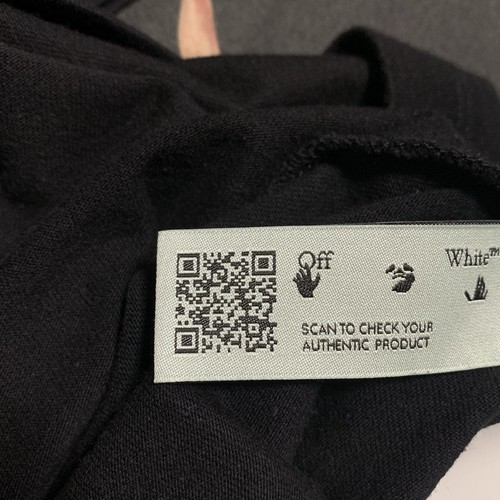 Off White™
SCAN TO CHECK YOUR
AUTHENTIC PRODUCT